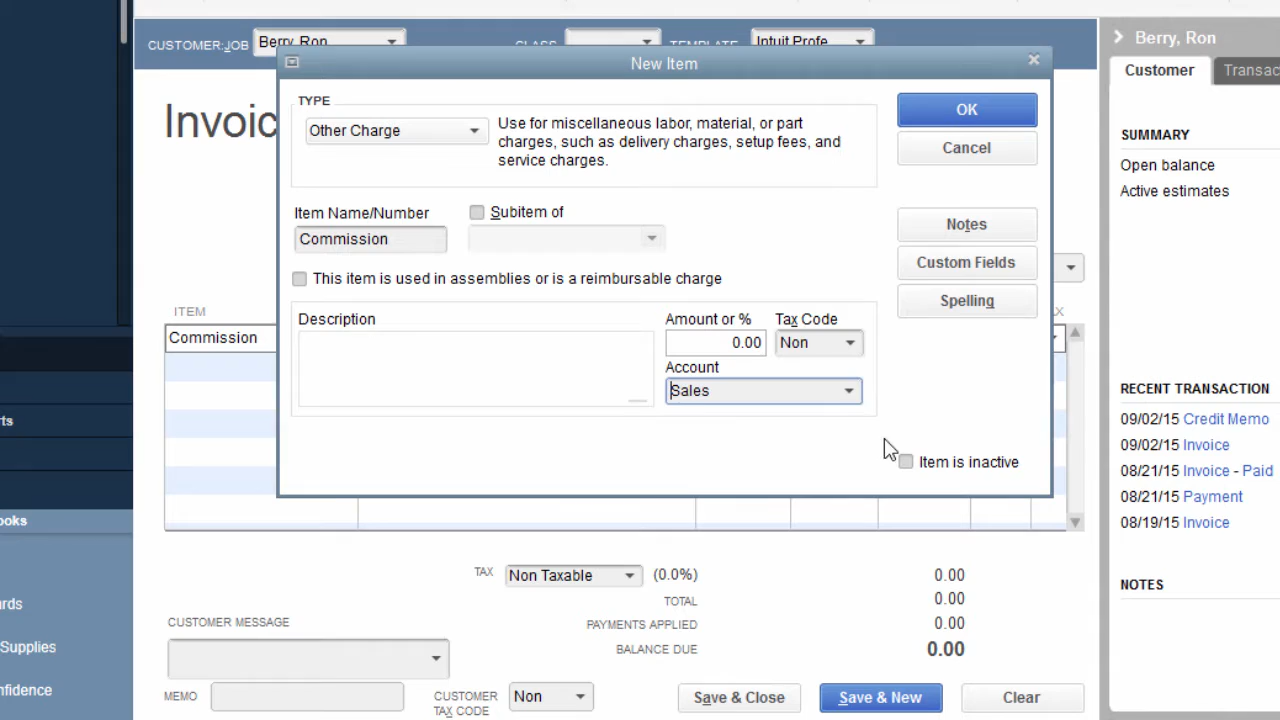 CUSTOMER:JOB Berry, Ron CLASS TEMPLATE Intuit Profe
Berry, Ron
New Item
Customer
Transac
Invoic
TYPE
Other Charge
Use for miscellaneous labor, material, or part
charges, such as delivery charges, setup fees, and
service charges.
OK
Cancel
SUMMARY
Open balance
Active estimates
Item Name/Number
Subitem of
Commission
Notes
Custom Fields
Spelling
This item is used in assemblies or is a reimbursable charge
ITEM
Commission
Description
Amount or %
Tax Code
0.00
Non
Account
Sales
Item is inactive
RECENT TRANSACTION
09/02/15 Credit Memo
09/02/15 Invoice
08/21/15 Invoice - Paid
08/21/15 Payment
08/19/15 Invoice
NOTES
rts
ooks
rds
Supplies
nfidence
TAX Non Taxable (0.0%) 0.00
TOTAL 0.00
PAYMENTS APPLIED 0.00
BALANCE DUE 0.00
CUSTOMER MESSAGE
MEMO
CUSTOMER
TAX CODE
Non
Save & Close
Save & New
Clear